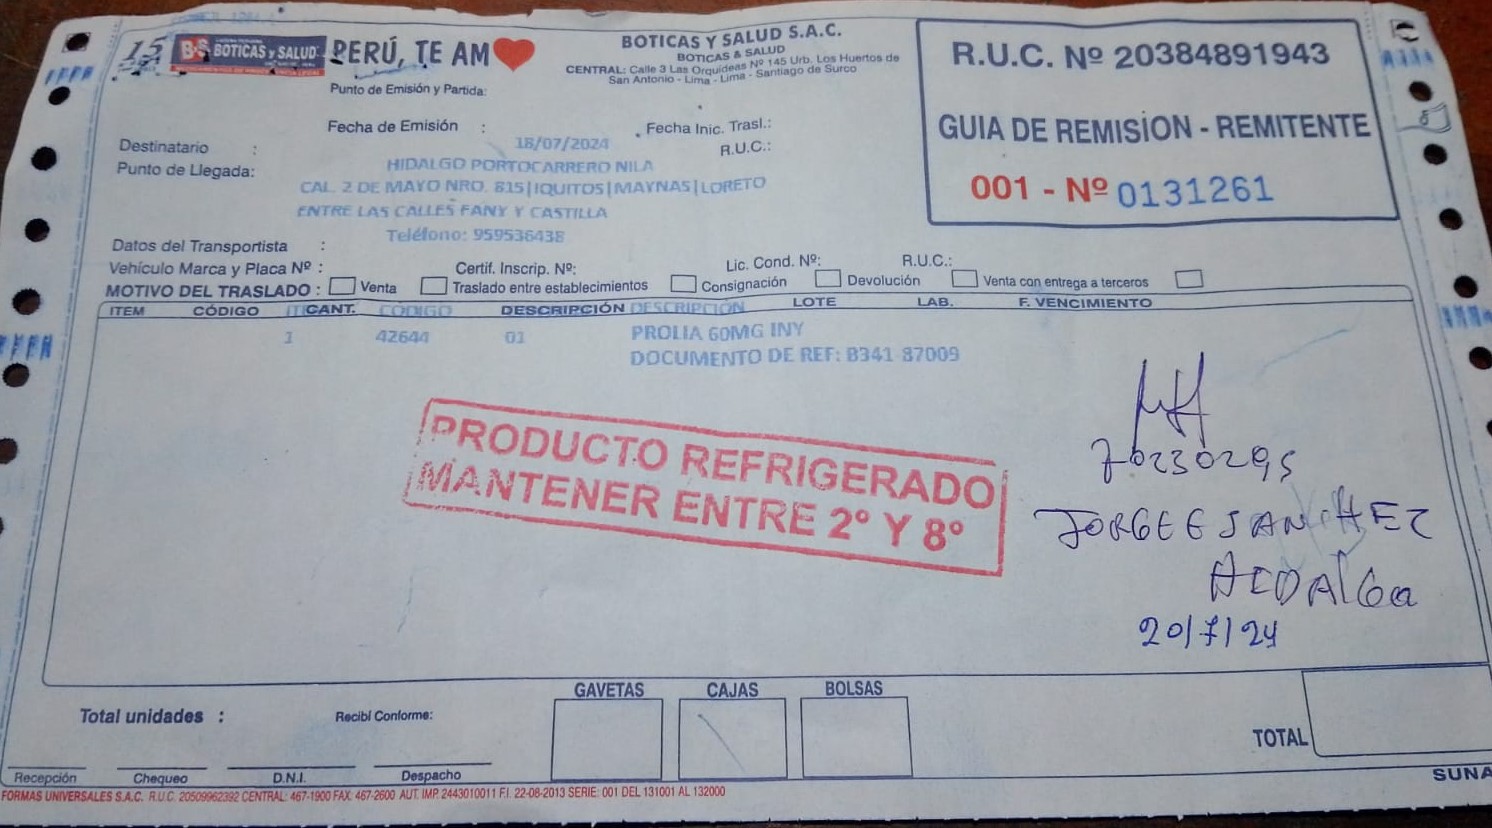 15
B&S BOTICAS y SALUD
PERÚ, TE AM
BOTICAS Y SALUD S.A.C.
BOTICAS & SALUD
CENTRAL: Calle 3 Las Orquideas Nº 145 Urb. Los Huertos de
San Antonio - Lima - Lima - Santiago de Surco
R.U.C. Nº 20384891943
GUIA DE REMISION - REMITENTE
001 - Nº 0131261
Punto de Emisión y Partida:
Fecha de Emisión : 18/07/2024 Fecha Inic. Trasl.:
Destinatario : HIDALGO PORTOCARRERO NILA R.U.C.:
Punto de Llegada: CAL. 2 DE MAYO NRO. 815|IQUITOS|MAYNAS|LORETO
ENTRE LAS CALLES FANY Y CASTILLA
Teléfono: 959536438
Datos del Transportista :
Vehículo Marca y Placa Nº : Certif. Inscrip. Nº: Lic. Cond. Nº: R.U.C.:
MOTIVO DEL TRASLADO : Venta Traslado entre establecimientos Consignación Devolución Venta con entrega a terceros
ITEM CÓDIGO CANT. CODIGO DESCRIPCIÓN DESCRIPCIÓN LOTE LAB. F. VENCIMIENTO
1 42644 01 PROLIA 60MG INY
DOCUMENTO DE REF: B341-87009
PRODUCTO REFRIGERADO
MANTENER ENTRE 2° Y 8°
70230295
JORGE E SANCHEZ
HIDALGO
20/7/24
GAVETAS CAJAS BOLSAS
Total unidades : Recibí Conforme:
TOTAL
Recepción Chequeo D.N.I. Despacho
SUNA
FORMAS UNIVERSALES S.A.C. R.U.C. 20509962392 CENTRAL: 467-1900 FAX: 467-2600 AUT. IMP. 2443010011 F.I. 22-08-2013 SERIE: 001 DEL 131001 AL 132000